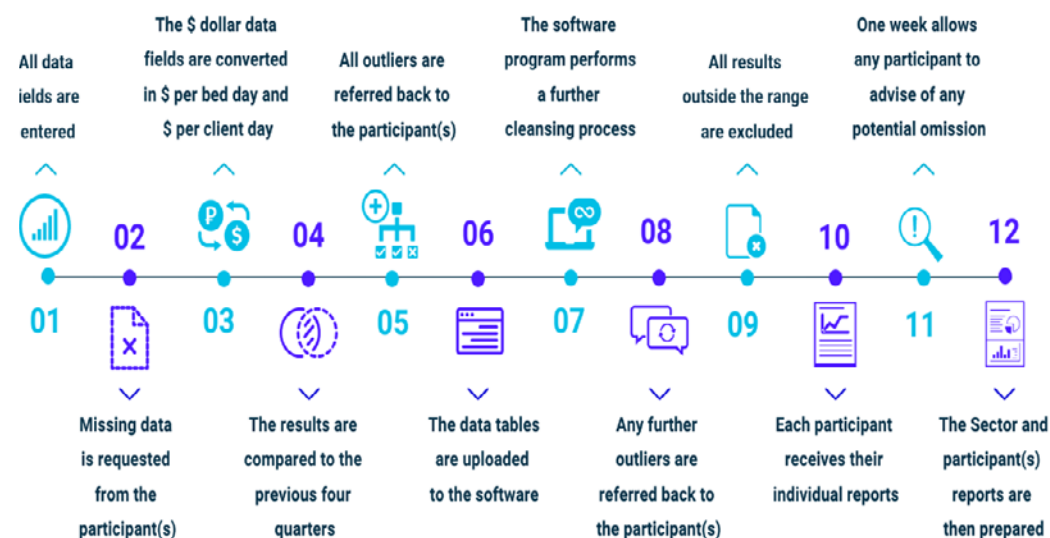 All data
ields are
entered
01
02
Missing data
is requested
from the
participant(s)
The $ dollar data
fields are converted
in $ per bed day and
$ per client day
₽
$
03
04
The results are
compared to the
previous four
quarters
All outliers are
referred back to
the participant(s)
05
06
The data tables
are uploaded
to the software
The software
program performs
a further
cleansing process
07
08
Any further
outliers are
referred back to
the participant(s)
All results
outside the range
are excluded
09
10
Each participant
receives their
individual reports
One week allows
any participant to
advise of any
potential omission
11
12
The Sector and
participant(s)
reports are
then prepared